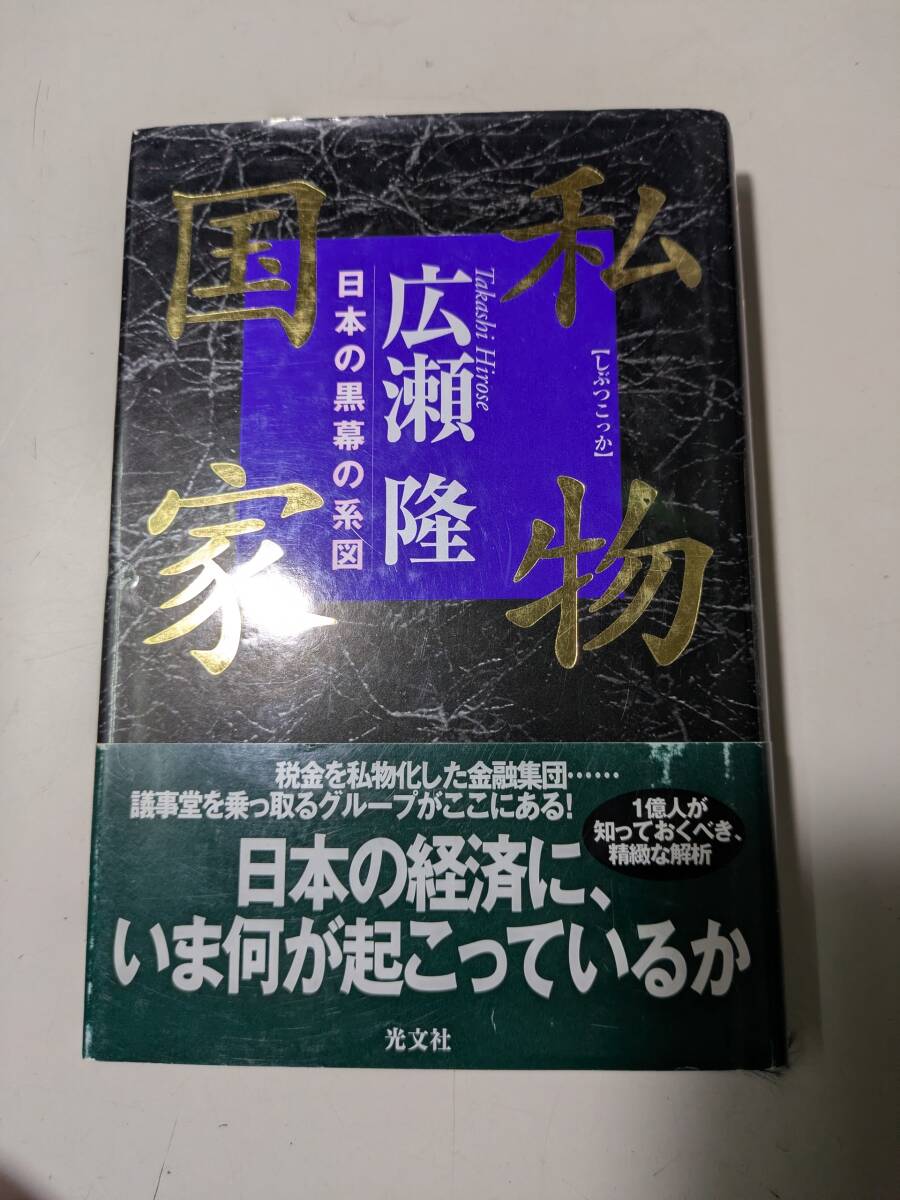 私物
国家
【しぶつこっか】
Takashi Hirose
広瀬 隆
日本の黒幕の系図
税金を私物化した金融集団……
議事堂を乗っ取るグループがここにある!
1億人が
知っておくべき、
精緻な解析
日本の経済に、
いま何が起こっているか
光文社